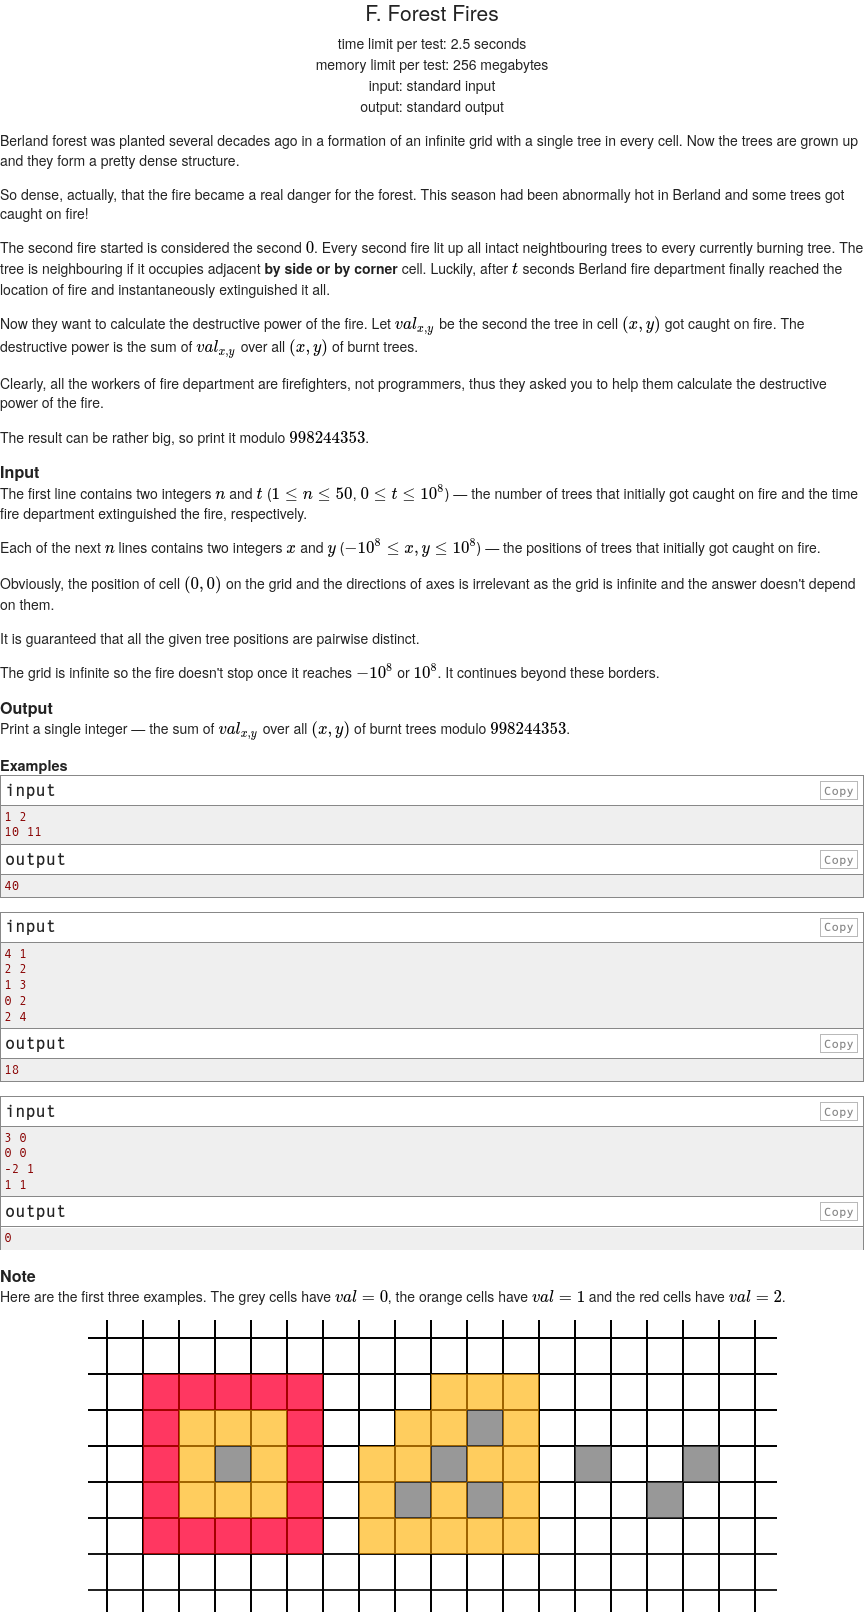 F. Forest Fires
time limit per test: 2.5 seconds
memory limit per test: 256 megabytes
input: standard input
output: standard output
Berland forest was planted several decades ago in a formation of an infinite grid with a single tree in every cell. Now the trees are grown up
and they form a pretty dense structure.
So dense, actually, that the fire became a real danger for the forest. This season had been abnormally hot in Berland and some trees got
caught on fire!
The second fire started is considered the second 0. Every second fire lit up all intact neightbouring trees to every currently burning tree. The
tree is neighbouring if it occupies adjacent by side or by corner cell. Luckily, after t seconds Berland fire department finally reached the
location of fire and instantaneously extinguished it all.
Now they want to calculate the destructive power of the fire. Let val_{x,y} be the second the tree in cell (x, y) got caught on fire. The
destructive power is the sum of val_{x,y} over all (x, y) of burnt trees.
Clearly, all the workers of fire department are firefighters, not programmers, thus they asked you to help them calculate the destructive
power of the fire.
The result can be rather big, so print it modulo 998244353.
Input
The first line contains two integers n and t (1 ≤ n ≤ 50, 0 ≤ t ≤ 10^8) — the number of trees that initially got caught on fire and the time
fire department extinguished the fire, respectively.
Each of the next n lines contains two integers x and y (−10^8 ≤ x, y ≤ 10^8) — the positions of trees that initially got caught on fire.
Obviously, the position of cell (0, 0) on the grid and the directions of axes is irrelevant as the grid is infinite and the answer doesn't depend
on them.
It is guaranteed that all the given tree positions are pairwise distinct.
The grid is infinite so the fire doesn't stop once it reaches −10^8 or 10^8. It continues beyond these borders.
Output
Print a single integer — the sum of val_{x,y} over all (x, y) of burnt trees modulo 998244353.
Examples
input Copy
1 2
10 11
output Copy
40
input Copy
4 1
2 2
1 3
0 2
2 4
output Copy
18
input Copy
3 0
0 0
-2 1
1 1
output Copy
0
Note
Here are the first three examples. The grey cells have val = 0, the orange cells have val = 1 and the red cells have val = 2.